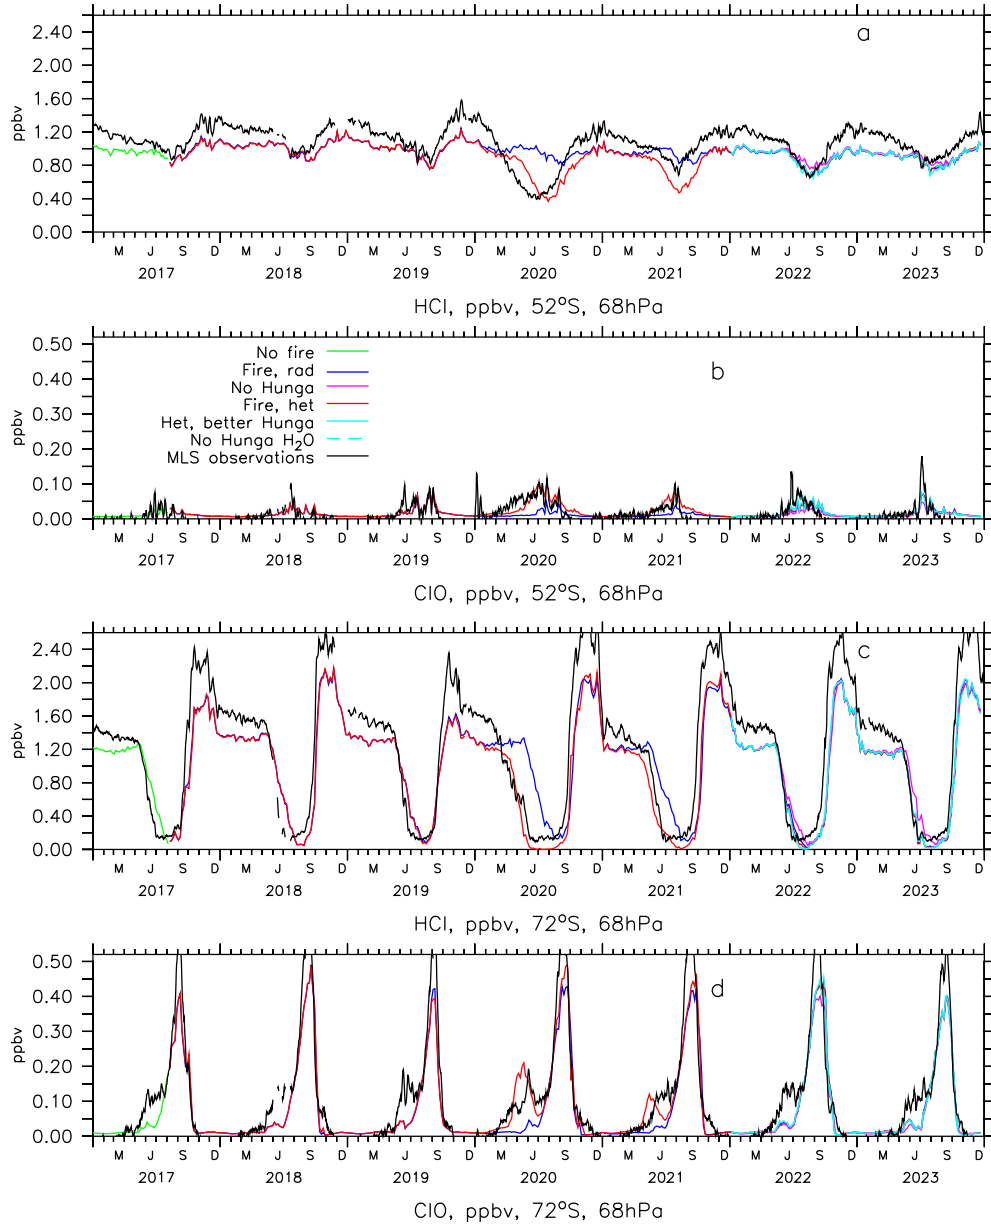 a
2.40
2.00
1.60
1.20
0.80
0.40
0.00
ppbv
M J S D M J S D M J S D M J S D M J S D M J S D M J S D
2017 2018 2019 2020 2021 2022 2023
HCl, ppbv, 52°S, 68hPa
b
0.50
0.40
0.30
0.20
0.10
0.00
ppbv
No fire
Fire, rad
No Hunga
Fire, het
Het, better Hunga
No Hunga H2O
MLS observations
M J S D M J S D M J S D M J S D M J S D M J S D M J S D
2017 2018 2019 2020 2021 2022 2023
ClO, ppbv, 52°S, 68hPa
c
2.40
2.00
1.60
1.20
0.80
0.40
0.00
ppbv
M J S D M J S D M J S D M J S D M J S D M J S D M J S D
2017 2018 2019 2020 2021 2022 2023
HCl, ppbv, 72°S, 68hPa
d
0.50
0.40
0.30
0.20
0.10
0.00
ppbv
M J S D M J S D M J S D M J S D M J S D M J S D M J S D
2017 2018 2019 2020 2021 2022 2023
ClO, ppbv, 72°S, 68hPa